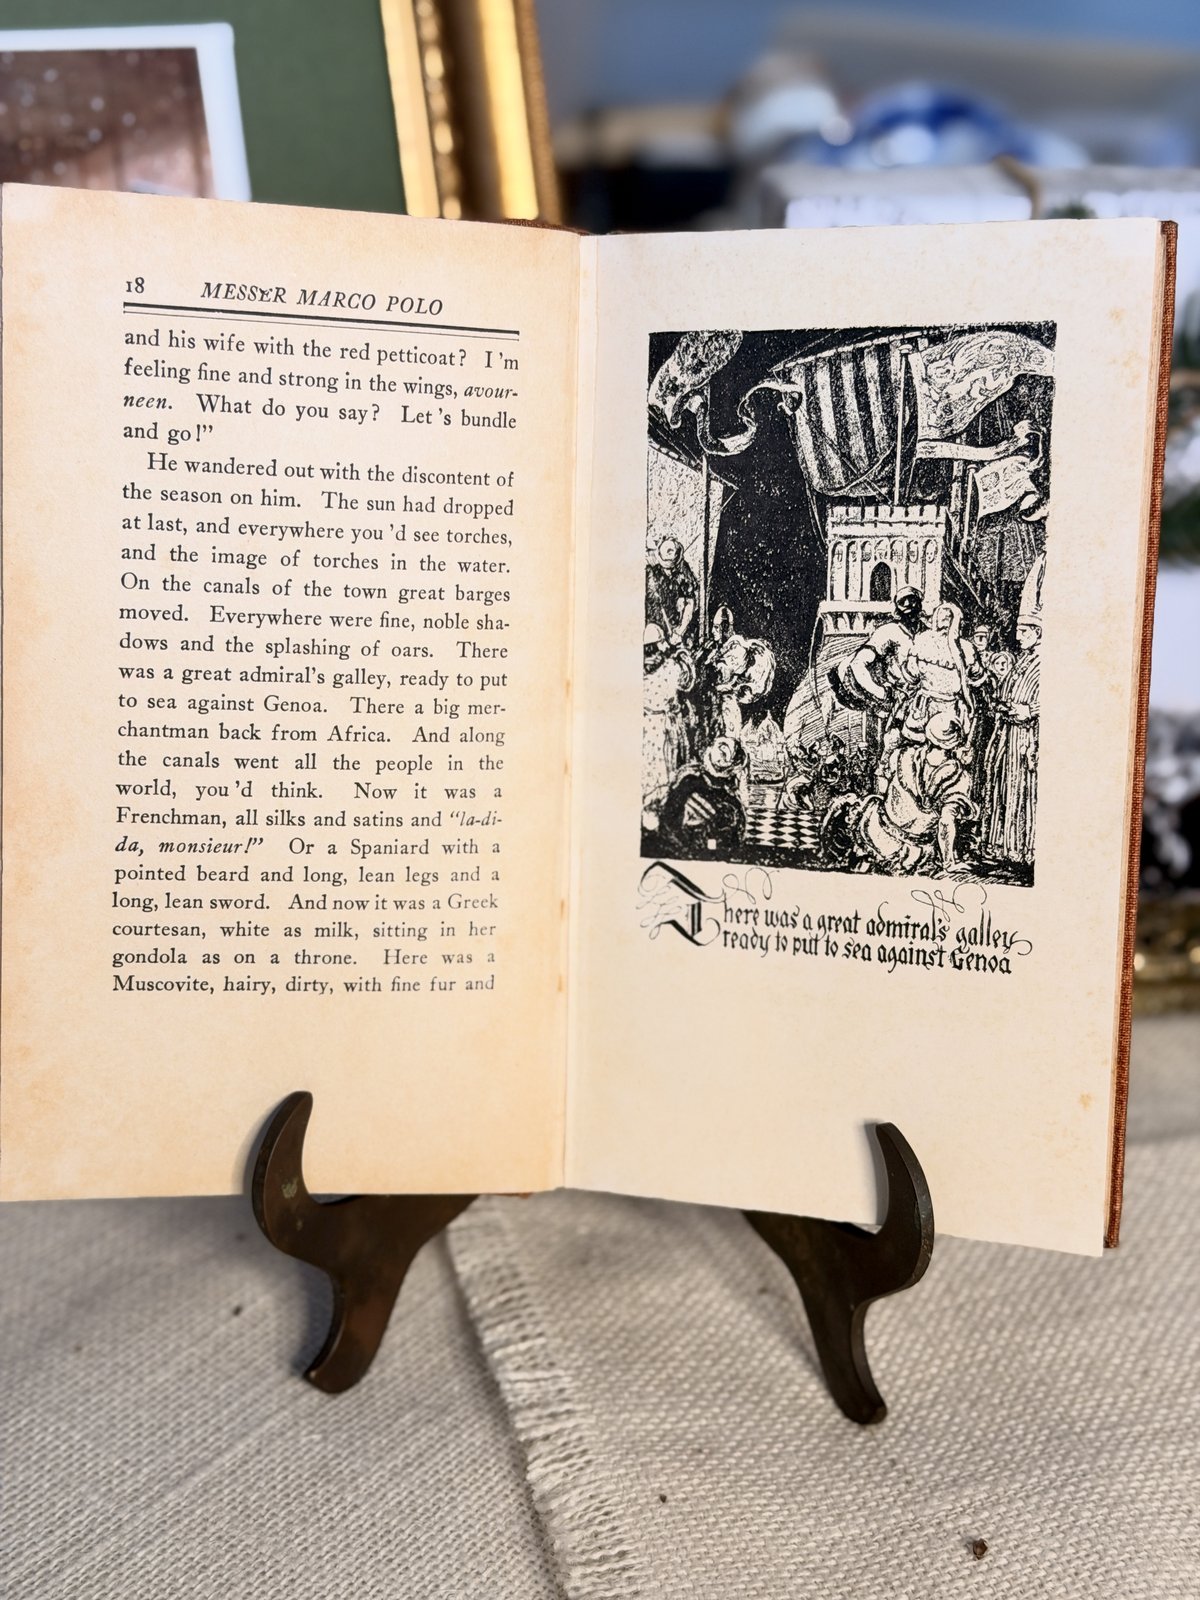 18 MESSER MARCO POLO
and his wife with the red petticoat? I 'm
feeling fine and strong in the wings, avour-
neen. What do you say? Let 's bundle
and go!”
He wandered out with the discontent of
the season on him. The sun had dropped
at last, and everywhere you 'd see torches,
and the image of torches in the water.
On the canals of the town great barges
moved. Everywhere were fine, noble sha-
dows and the splashing of oars. There
was a great admiral's galley, ready to put
to sea against Genoa. There a big mer-
chantman back from Africa. And along
the canals went all the people in the
world, you 'd think. Now it was a
Frenchman, all silks and satins and “la-di-
da, monsieur!” Or a Spaniard with a
pointed beard and long, lean legs and a
long, lean sword. And now it was a Greek
courtesan, white as milk, sitting in her
gondola as on a throne. Here was a
Muscovite, hairy, dirty, with fine fur and
There was a great admiral's galley
ready to put to sea against Genoa